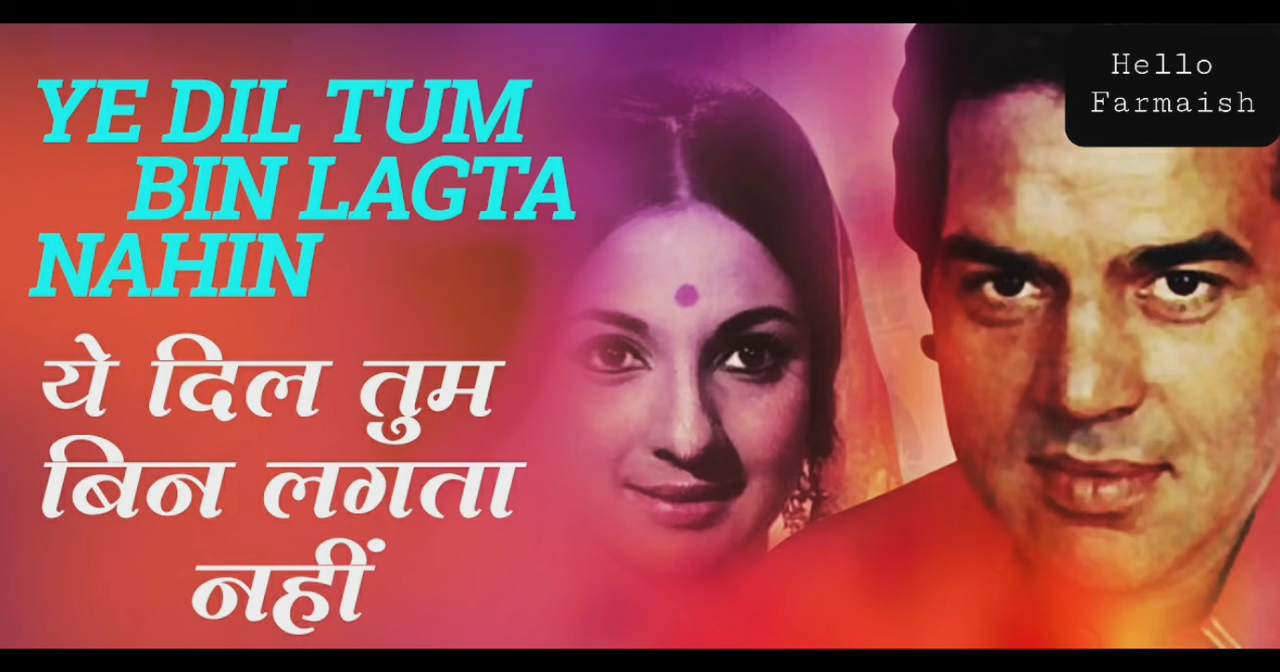 YE DIL TUM
BIN LAGTA
NAHIN
ये दिल तुम
बिन लगता
नहीं
Hello
Farmaish